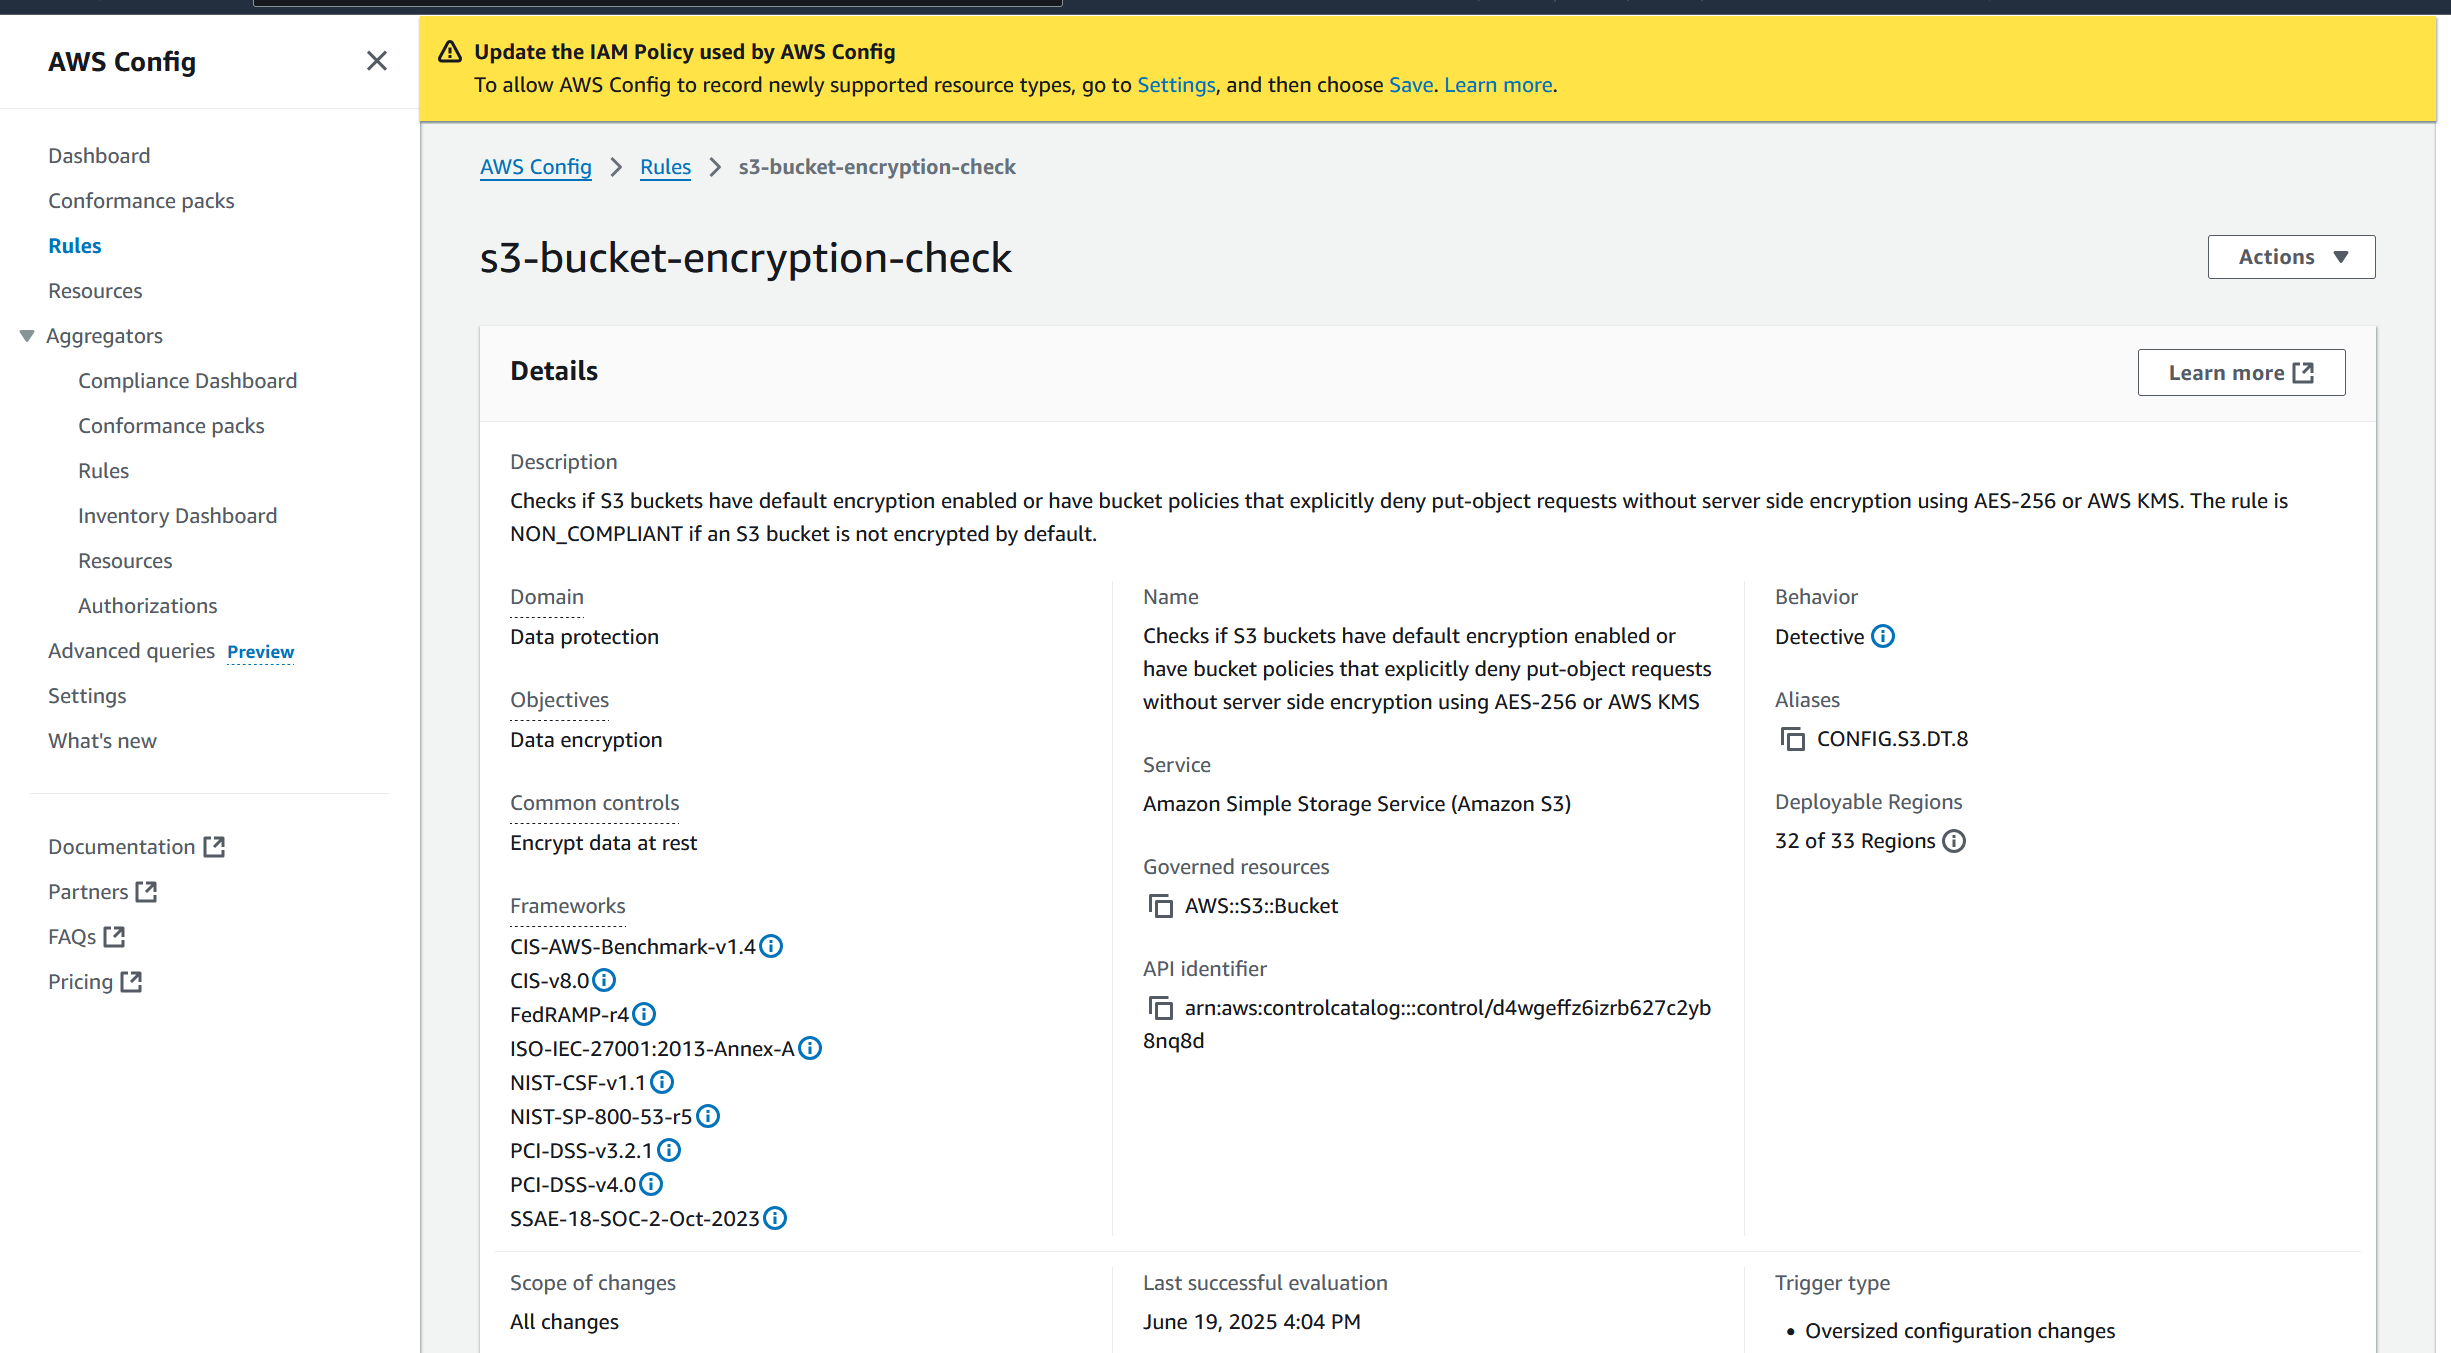 AWS Config
Dashboard
Conformance packs
Rules
Resources
Aggregators
Compliance Dashboard
Conformance packs
Rules
Inventory Dashboard
Resources
Authorizations
Advanced queries Preview
Settings
What's new
Documentation
Partners
FAQs
Pricing
Update the IAM Policy used by AWS Config
To allow AWS Config to record newly supported resource types, go to Settings, and then choose Save. Learn more.
AWS Config > Rules > s3-bucket-encryption-check
s3-bucket-encryption-check
Actions
Details
Learn more
Description
Checks if S3 buckets have default encryption enabled or have bucket policies that explicitly deny put-object requests without server side encryption using AES-256 or AWS KMS. The rule is
NON_COMPLIANT if an S3 bucket is not encrypted by default.
Domain
Data protection
Objectives
Data encryption
Common controls
Encrypt data at rest
Frameworks
CIS-AWS-Benchmark-v1.4
CIS-v8.0
FedRAMP-r4
ISO-IEC-27001:2013-Annex-A
NIST-CSF-v1.1
NIST-SP-800-53-r5
PCI-DSS-v3.2.1
PCI-DSS-v4.0
SSAE-18-SOC-2-Oct-2023
Name
Checks if S3 buckets have default encryption enabled or
have bucket policies that explicitly deny put-object requests
without server side encryption using AES-256 or AWS KMS
Service
Amazon Simple Storage Service (Amazon S3)
Governed resources
AWS::S3::Bucket
API identifier
arn:aws:controlcatalog:::control/d4wgeffz6izrb627c2yb
8nq8d
Behavior
Detective
Aliases
CONFIG.S3.DT.8
Deployable Regions
32 of 33 Regions
Scope of changes
All changes
Last successful evaluation
June 19, 2025 4:04 PM
Trigger type
• Oversized configuration changes